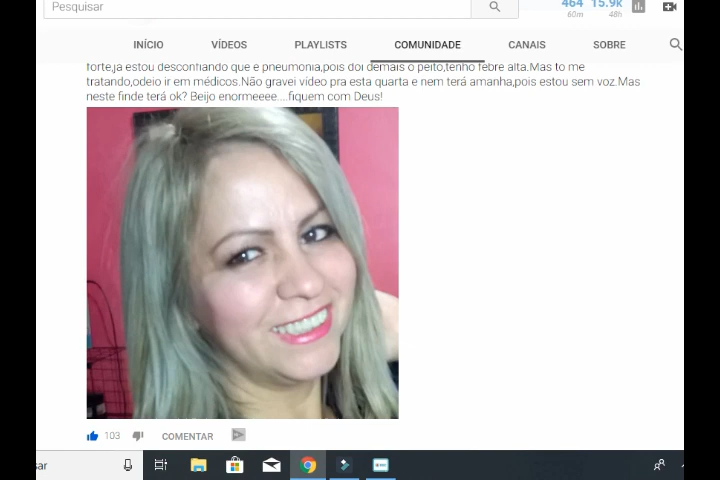 Pesquisar
464 15.9k
60m 48h
INÍCIO VÍDEOS PLAYLISTS COMUNIDADE CANAIS SOBRE
forte,ja estou desconfiando que é pneumonia,pois doi demais o peito,tenho febre alta.Mas to me
tratando,odeio ir em médicos.Não gravei vídeo pra esta quarta e nem terá amanha,pois estou sem voz.Mas
neste finde terá ok? Beijo enormeeee....fiquem com Deus!
103 COMENTAR
sar